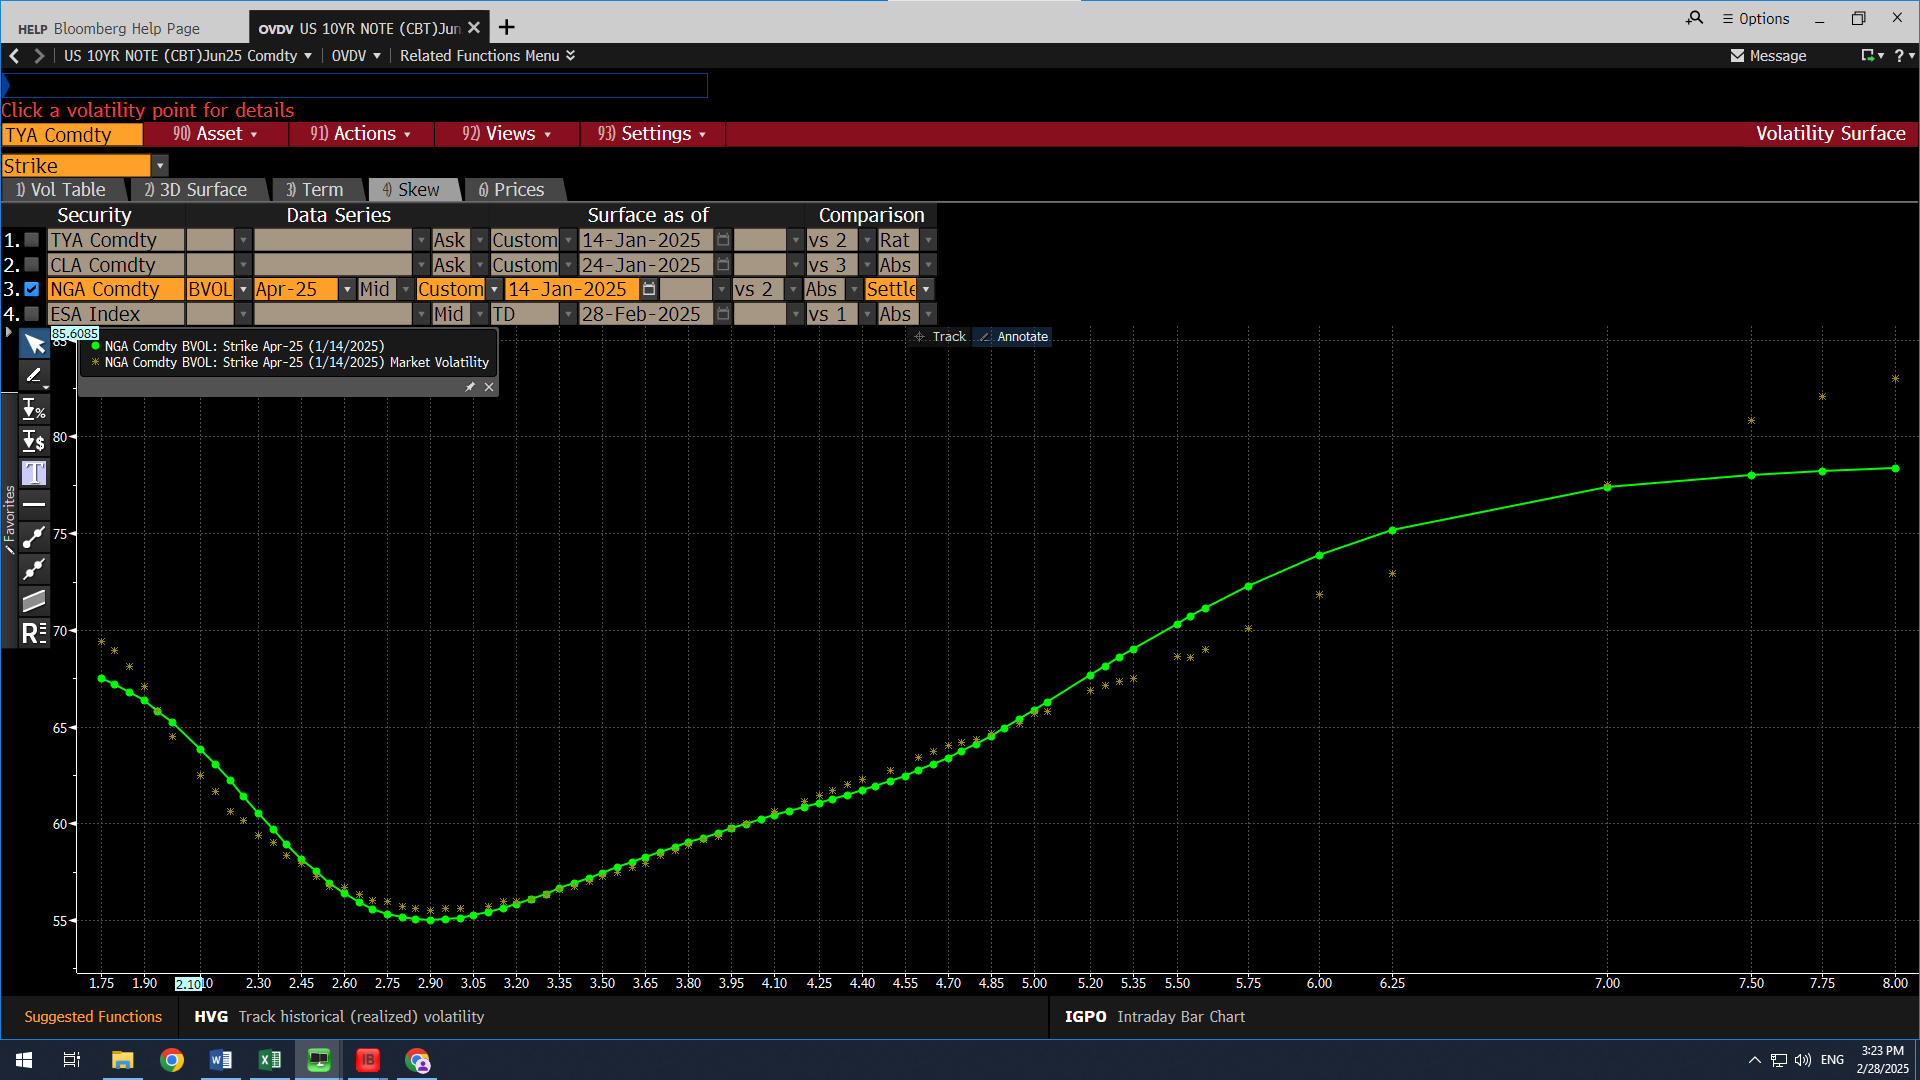 HELP Bloomberg Help Page
OVDV US 10YR NOTE (CBT)Jun
Options
US 10YR NOTE (CBT)Jun25 Comdty OVDV Related Functions Menu
Message ?
Click a volatility point for details
TYA Comdty 90) Asset 91) Actions 92) Views 93) Settings Volatility Surface
Strike
1) Vol Table 2) 3D Surface 3) Term 4) Skew 6) Prices
Security Data Series Surface as of Comparison
1. TYA Comdty Ask Custom 14-Jan-2025 vs 2 Rat
2. CLA Comdty Ask Custom 24-Jan-2025 vs 3 Abs
3. NGA Comdty BVOL Apr-25 Mid Custom 14-Jan-2025 vs 2 Abs Settle
4. ESA Index Mid TD 28-Feb-2025 vs 1 Abs
85.6085
Track Annotate
NGA Comdty BVOL: Strike Apr-25 (1/14/2025)
NGA Comdty BVOL: Strike Apr-25 (1/14/2025) Market Volatility
%
$
T
R
Favorites
85
80
75
70
65
60
55
1.75 1.90 2.10 2.30 2.45 2.60 2.75 2.90 3.05 3.20 3.35 3.50 3.65 3.80 3.95 4.10 4.25 4.40 4.55 4.70 4.85 5.00 5.20 5.35 5.50 5.75 6.00 6.25 7.00 7.50 7.75 8.00
Suggested Functions HVG Track historical (realized) volatility IGPO Intraday Bar Chart
IB
ENG
3:23 PM
2/28/2025